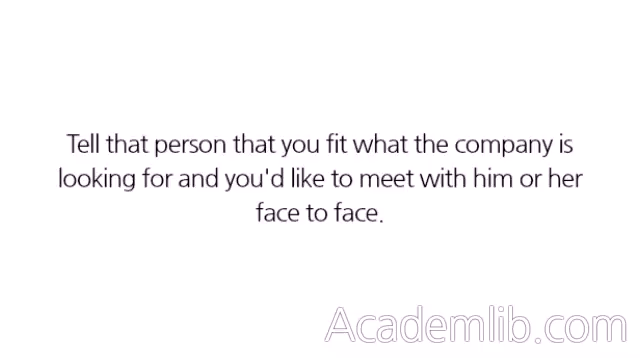 Tell that person that you fit what the company is
looking for and you'd like to meet with him or her
face to face.
Academlib.com